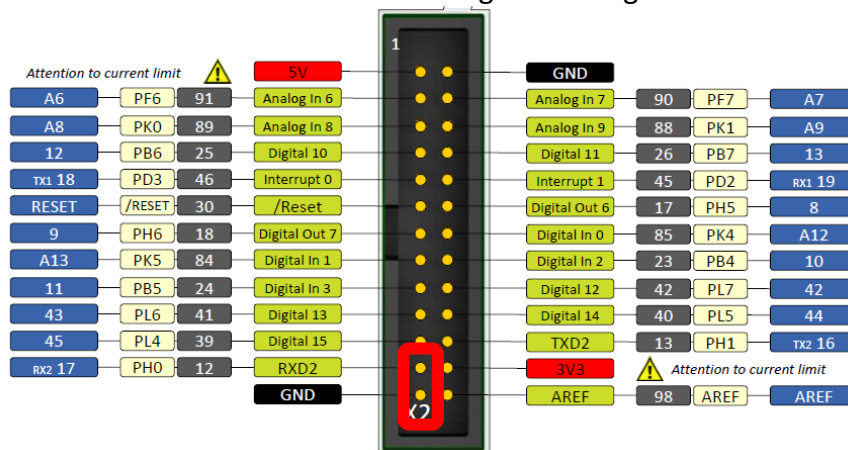 1
Attention to current limit 5V GND
A6 PF6 91 Analog In 6 Analog In 7 90 PF7 A7
A8 PK0 89 Analog In 8 Analog In 9 88 PK1 A9
12 PB6 25 Digital 10 Digital 11 26 PB7 13
TX1 18 PD3 46 Interrupt 0 Interrupt 1 45 PD2 RX1 19
RESET /RESET 30 /Reset Digital Out 6 17 PH5 8
9 PH6 18 Digital Out 7 Digital In 0 85 PK4 A12
A13 PK5 84 Digital In 1 Digital In 2 23 PB4 10
11 PB5 24 Digital In 3 Digital 12 42 PL7 42
43 PL6 41 Digital 13 Digital 14 40 PL5 44
45 PL4 39 Digital 15 TXD2 13 PH1 TX2 16
RX2 17 PH0 12 RXD2 3V3 Attention to current limit
GND AREF 98 AREF AREF
X2